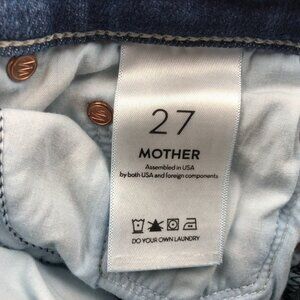 27
MOTHER
Assembled in USA
by both USA and foreign components
DO YOUR OWN LAUNDRY